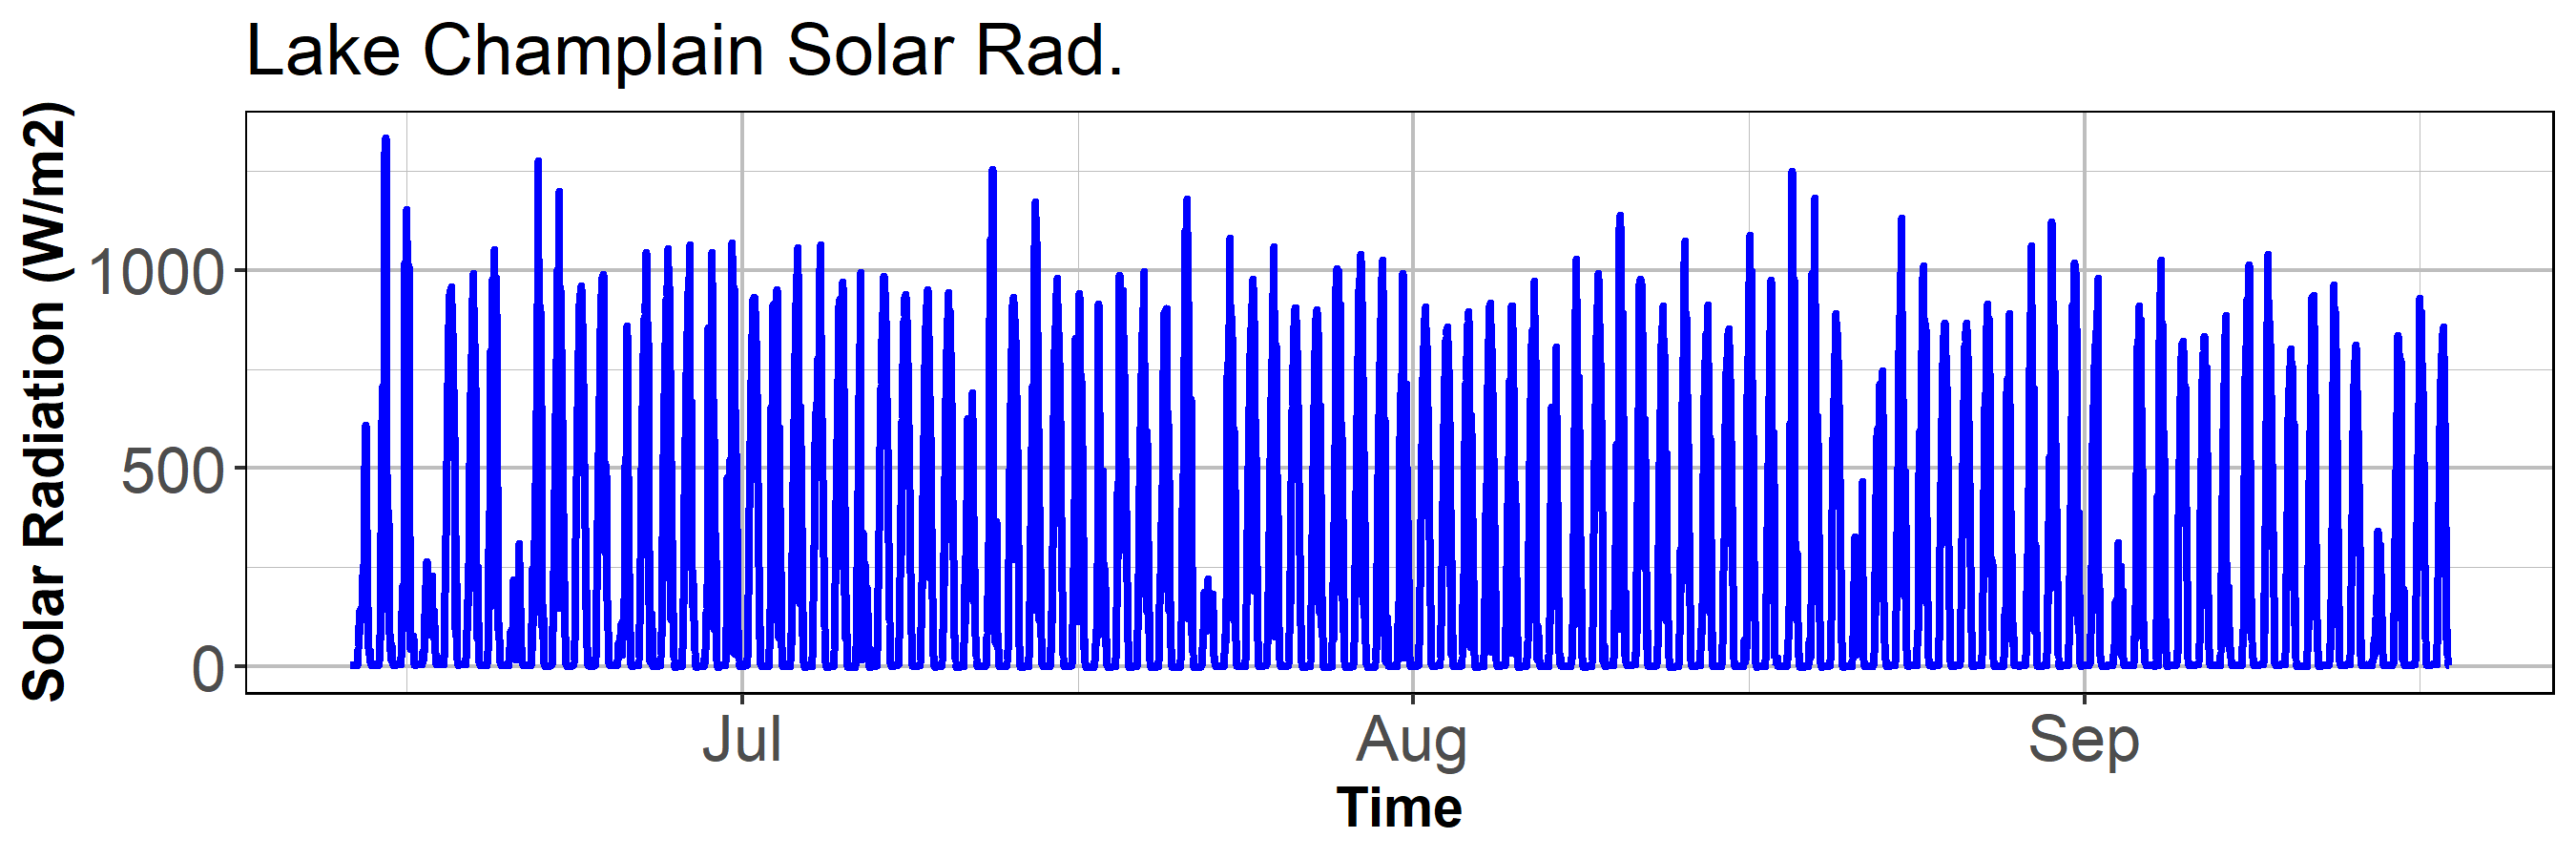 Lake Champlain Solar Rad.
Solar Radiation (W/m2)
1000
500
0
Jul Aug Sep
Time